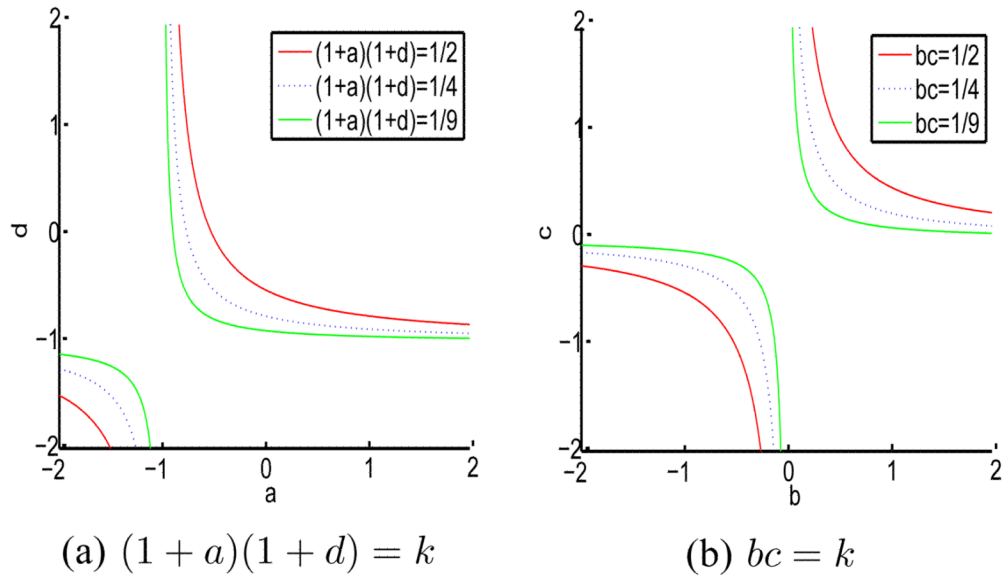 2
1
0
−1
−2
d
−2
−1
0
1
2
a
(1+a)(1+d)=1/2
(1+a)(1+d)=1/4
(1+a)(1+d)=1/9
(a) (1 + a)(1 + d) = k
2
1
0
−1
−2
c
−2
−1
0
1
2
b
bc=1/2
bc=1/4
bc=1/9
(b) bc = k